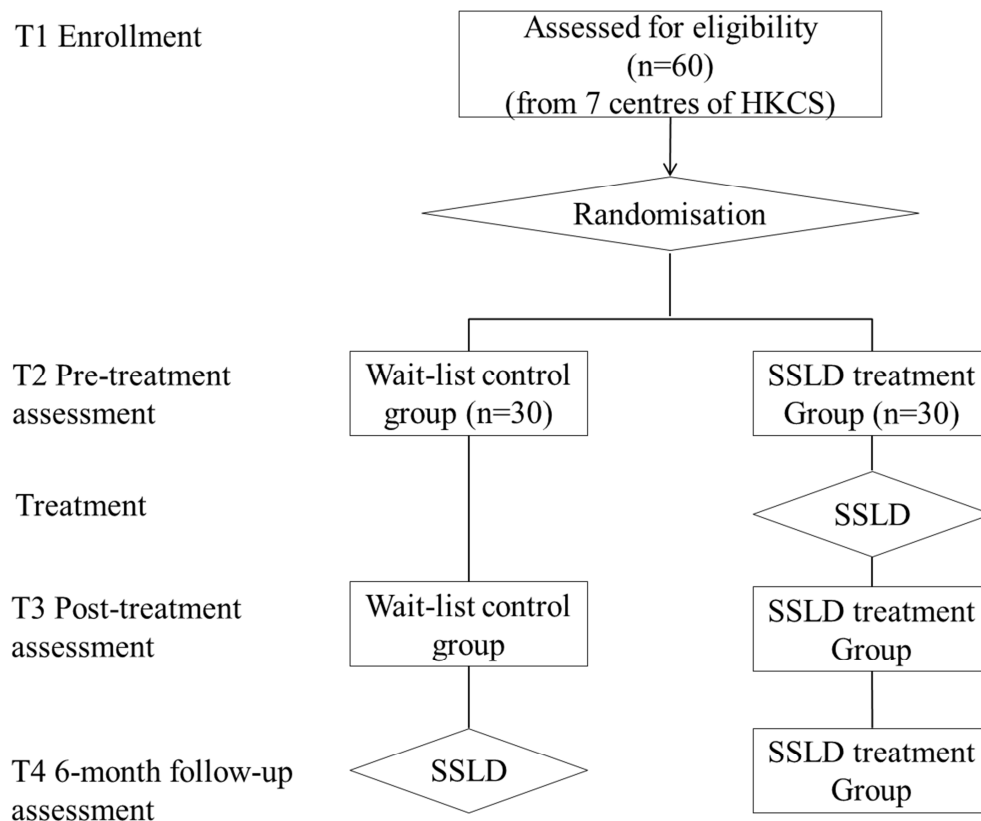 T1 Enrollment
Assessed for eligibility
(n=60)
(from 7 centres of HKCS)
Randomisation
T2 Pre-treatment
assessment
Wait-list control
group (n=30)
SSLD treatment
Group (n=30)
Treatment
SSLD
T3 Post-treatment
assessment
Wait-list control
group
SSLD treatment
Group
T4 6-month follow-up
assessment
SSLD
SSLD treatment
Group